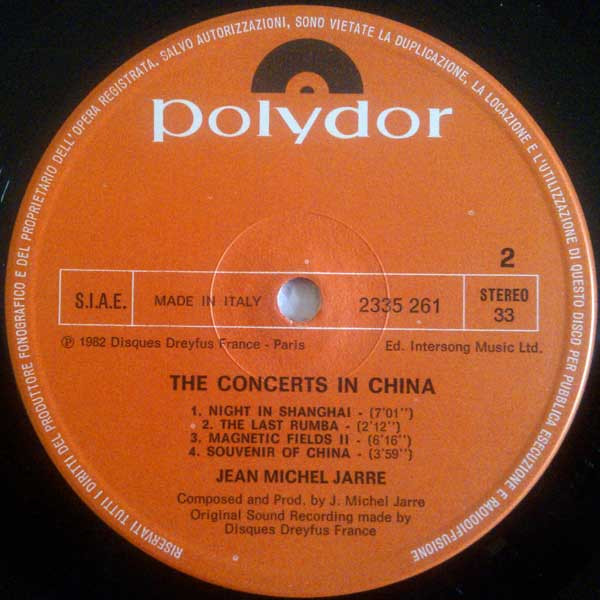 RISERVATI TUTTI I DIRITTI DEL PRODUTTORE FONOGRAFICO E DEL PROPRIETARIO DELL'OPERA REGISTRATA. SALVO AUTORIZZAZIONI, SONO VIETATE LA DUPLICAZIONE, LA LOCAZIONE E L'UTILIZZAZIONE DI QUESTO DISCO PER PUBBLICA ESECUZIONE E RADIODIFFUSIONE
polydor
2
S.I.A.E.
MADE IN ITALY
2335 261
STEREO
33
℗ 1982 Disques Dreyfus France - Paris
Ed. Intersong Music Ltd.
THE CONCERTS IN CHINA
1. NIGHT IN SHANGHAI - (7'01'')
2. THE LAST RUMBA - (2'12'')
3. MAGNETIC FIELDS II - (6'16'')
4. SOUVENIR OF CHINA - (3'59'')
JEAN MICHEL JARRE
Composed and Prod. by J. Michel Jarre
Original Sound Recording made by
Disques Dreyfus France